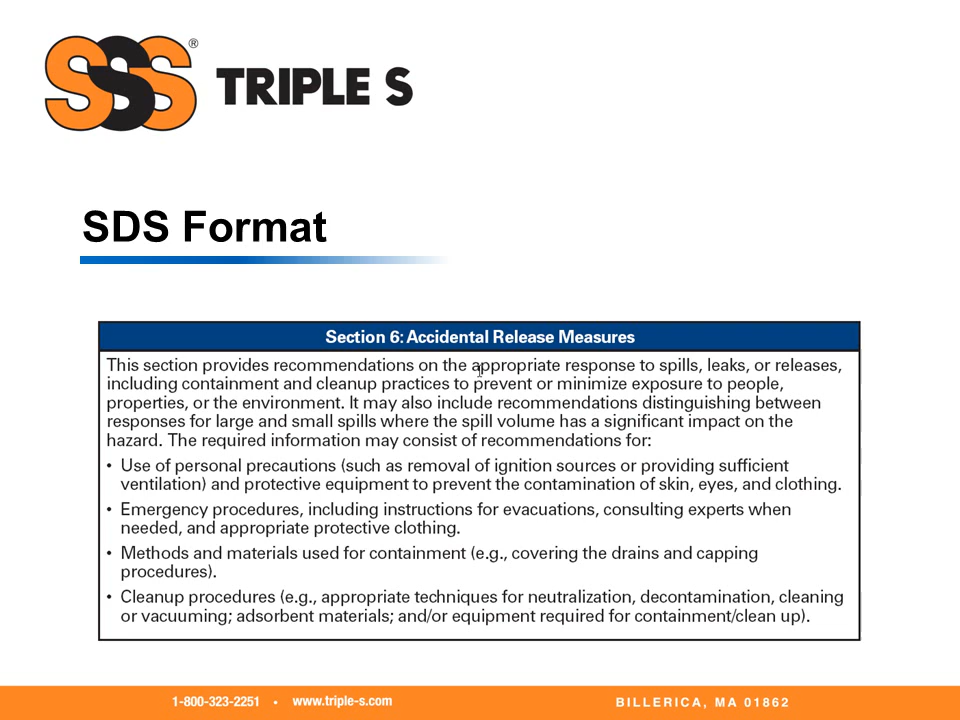 SSS®
TRIPLE S
SDS Format
Section 6: Accidental Release Measures
This section provides recommendations on the appropriate response to spills, leaks, or releases,
including containment and cleanup practices to prevent or minimize exposure to people,
properties, or the environment. It may also include recommendations distinguishing between
responses for large and small spills where the spill volume has a significant impact on the
hazard. The required information may consist of recommendations for:
• Use of personal precautions (such as removal of ignition sources or providing sufficient
ventilation) and protective equipment to prevent the contamination of skin, eyes, and clothing.
• Emergency procedures, including instructions for evacuations, consulting experts when
needed, and appropriate protective clothing.
• Methods and materials used for containment (e.g., covering the drains and capping
procedures).
• Cleanup procedures (e.g., appropriate techniques for neutralization, decontamination, cleaning
or vacuuming; adsorbent materials; and/or equipment required for containment/clean up).
1-800-323-2251 • www.triple-s.com BILLERICA, MA 01862